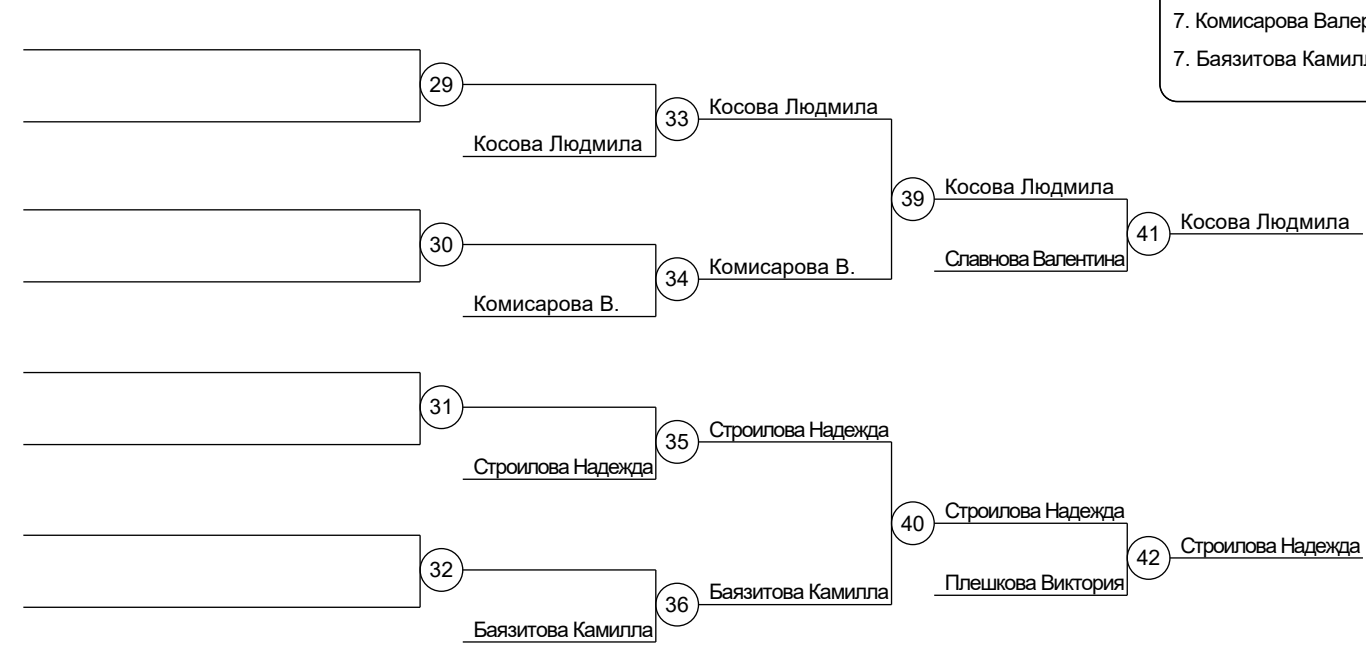 7. Комисарова Валер
7. Баязитова Камилл
29
33
Косова Людмила
Косова Людмила
39
Косова Людмила
41
Косова Людмила
30
Славнова Валентина
34
Комисарова В.
Комисарова В.
31
35
Строилова Надежда
Строилова Надежда
40
Строилова Надежда
42
Строилова Надежда
32
Плешкова Виктория
36
Баязитова Камилла
Баязитова Камилла